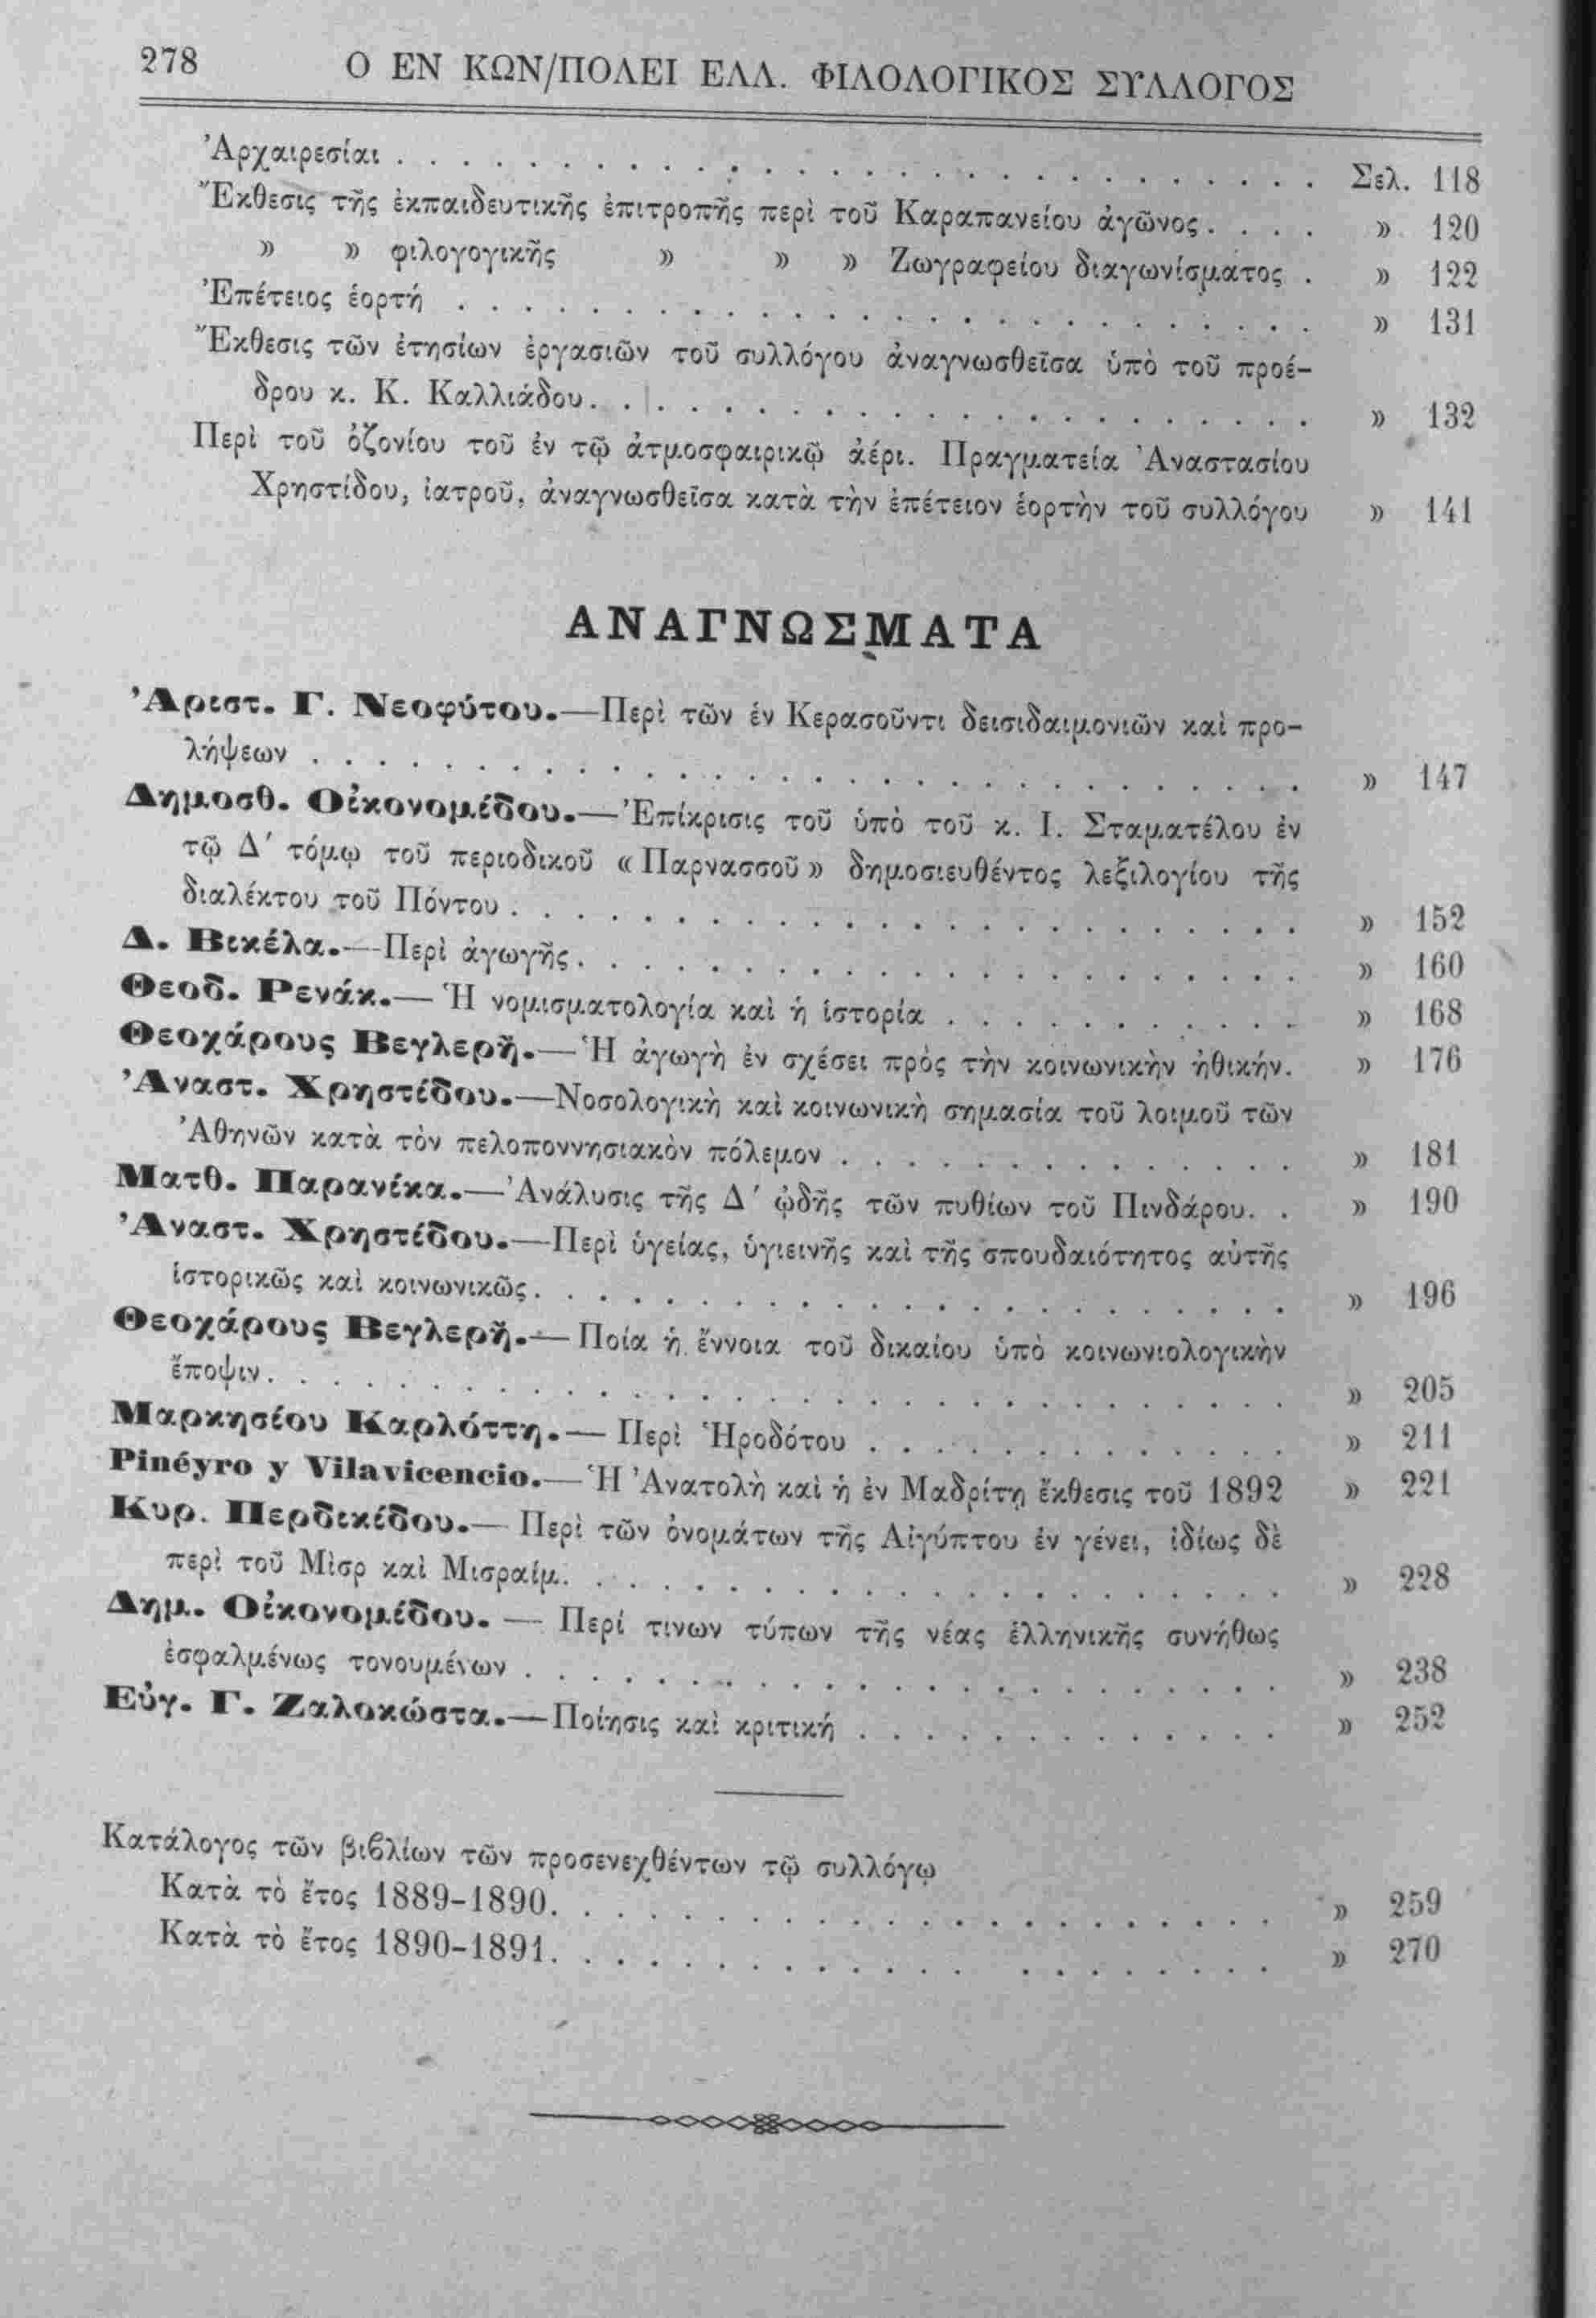 278 Ο ΕΝ ΚΩΝ/ΠΟΛΕΙ ΕΛΛ. ΦΙΛΟΛΟΓΙΚΟΣ ΣΥΛΛΟΓΟΣ
Ἀρχαιρεσίαι . . . . . . . . . . . . . . . . . . . . . . . . . . . . Σελ. 118
Ἔκθεσις τῆς ἐκπαιδευτικῆς ἐπιτροπῆς περὶ τοῦ Καραπανείου ἀγῶνος . . . . » 120
» » φιλογογικῆς » » » Ζωγραφείου διαγωνίσματος . » 122
Ἐπέτειος ἑορτή . . . . . . . . . . . . . . . . . . . . . . . . . . » 131
Ἔκθεσις τῶν ἐτησίων ἐργασιῶν τοῦ συλλόγου ἀναγνωσθεῖσα ὑπὸ τοῦ προέ-
δρου κ. Κ. Καλλιάδου. . . . . . . . . . . . . . . . . . . . . . » 132
Περὶ τοῦ ὀζονίου τοῦ ἐν τῷ ἀτμοσφαιρικῷ ἀέρι. Πραγματεία Ἀναστασίου
Χρηστίδου, ἰατροῦ, ἀναγνωσθεῖσα κατὰ τὴν ἐπέτειον ἑορτὴν τοῦ συλλόγου » 141
ΑΝΑΓΝΩΣΜΑΤΑ
Ἀριστ. Γ. Νεοφύτου.—Περὶ τῶν ἐν Κερασοῦντι δεισιδαιμονιῶν καὶ προ-
λήψεων . . . . . . . . . . . . . . . . . . . . . . . . . . . . . . » 147
Δημοσθ. Οἰκονομίδου.—Ἐπίκρισις τοῦ ὑπὸ τοῦ κ. Ι. Σταματέλου ἐν
τῷ Δ΄ τόμῳ τοῦ περιοδικοῦ «Παρνασσοῦ» δημοσιευθέντος λεξιλογίου τῆς
διαλέκτου τοῦ Πόντου . . . . . . . . . . . . . . . . . . . . . . . . » 152
Δ. Βικέλα.—Περὶ ἀγωγῆς. . . . . . . . . . . . . . . . . . . . . . » 160
Θεοδ. Ρενάκ.— Ἡ νομισματολογία καὶ ἡ ἱστορία . . . . . . . . . . . » 168
Θεοχάρους Βεγλερῆ.—Ἡ ἀγωγὴ ἐν σχέσει πρὸς τὴν κοινωνικὴν ἠθικήν. » 176
Ἀναστ. Χρηστίδου.—Νοσολογικὴ καὶ κοινωνικὴ σημασία τοῦ λοιμοῦ τῶν
Ἀθηνῶν κατὰ τὸν πελοποννησιακὸν πόλεμον . . . . . . . . . . . . . . » 181
Ματθ. Παρανίκα.—Ἀνάλυσις τῆς Δ΄ ᾠδῆς τῶν πυθίων τοῦ Πινδάρου. . » 190
Ἀναστ. Χρηστίδου.—Περὶ ὑγείας, ὑγιεινῆς καὶ τῆς σπουδαιότητος αὐτῆς
ἱστορικῶς καὶ κοινωνικῶς. . . . . . . . . . . . . . . . . . . . . . . » 196
Θεοχάρους Βεγλερῆ.—Ποία ἡ ἔννοια τοῦ δικαίου ὑπὸ κοινωνιολογικὴν
ἔποψιν. . . . . . . . . . . . . . . . . . . . . . . . . . . . . . . » 205
Μαρκησίου Καρλόττη.— Περὶ Ἡροδότου . . . . . . . . . . . . . » 211
Pinéyro y Vilavicencio.—Ἡ Ἀνατολὴ καὶ ἡ ἐν Μαδρίτῃ ἔκθεσις τοῦ 1892 » 221
Κυρ. Περδικίδου.— Περὶ τῶν ὀνομάτων τῆς Αἰγύπτου ἐν γένει, ἰδίως δὲ
περὶ τοῦ Μὶσρ καὶ Μισραίμ. . . . . . . . . . . . . . . . . . . . . . » 228
Δημ. Οἰκονομίδου. — Περί τινων τύπων τῆς νέας ἑλληνικῆς συνήθως
ἐσφαλμένως τονουμένων . . . . . . . . . . . . . . . . . . . . . . . » 238
Εὐγ. Γ. Ζαλοκώστα.—Ποίησις καὶ κριτική . . . . . . . . . . . . . » 252
Κατάλογος τῶν βιβλίων τῶν προσενεχθέντων τῷ συλλόγῳ
Κατὰ τὸ ἔτος 1889-1890. . . . . . . . . . . . . . . . . . . . . . » 259
Κατὰ τὸ ἔτος 1890-1891. . . . . . . . . . . . . . . . . . . . . . » 270